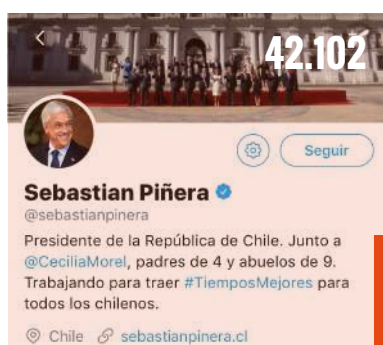 42.102
Seguir
Sebastian Piñera
@sebastianpinera
Presidente de la República de Chile. Junto a
@CeciliaMorel, padres de 4 y abuelos de 9.
Trabajando para traer #TiemposMejores para
todos los chilenos.
Chile sebastianpinera.cl